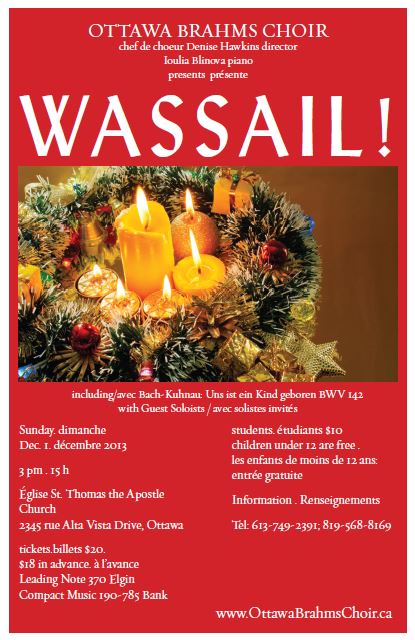 OTTAWA BRAHMS CHOIR
chef de choeur Denise Hawkins director
Ioulia Blinova piano
presents présente
WASSAIL!
including/avec Bach-Kuhnau: Uns ist ein Kind geboren BWV 142
with Guest Soloists / avec solistes invités
Sunday. dimanche
Dec. 1. décembre 2013
3 pm . 15 h
Église St. Thomas the Apostle
Church
2345 rue Alta Vista Drive, Ottawa
tickets.billets $20.
$18 in advance. à l'avance
Leading Note 370 Elgin
Compact Music 190-785 Bank
students. étudiants $10
children under 12 are free .
les enfants de moins de 12 ans:
entrée gratuite
Information . Renseignements
Tel: 613-749-2391; 819-568-8169
www.OttawaBrahmsChoir.ca